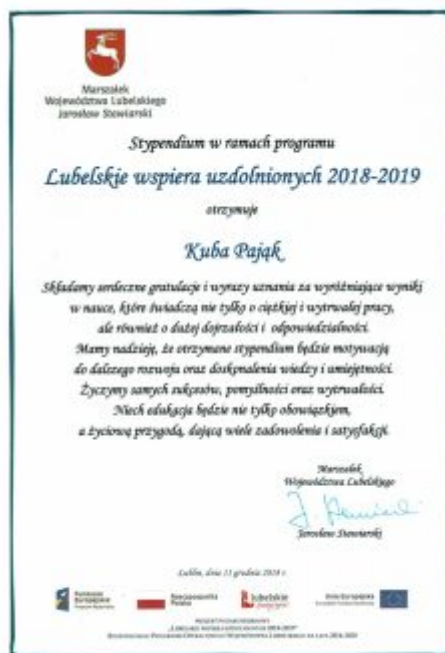 Marszałek
Województwa Lubelskiego
Jarosław Stawiarski
Stypendium w ramach programu
Lubelskie wspiera uzdolnionych 2018-2019
otrzymuje
Kuba Pająk
Składamy serdeczne gratulacje i wyrazy uznania za wyróżniające wyniki
w nauce, które świadczą nie tylko o ciężkiej i wytrwałej pracy,
ale również o dużej dojrzałości i odpowiedzialności.
Mamy nadzieję, że otrzymane stypendium będzie motywacją
do dalszego rozwoju oraz doskonalenia wiedzy i umiejętności.
Życzymy samych sukcesów, pomyślności oraz wytrwałości.
Niech edukacja będzie nie tylko obowiązkiem,
a życiową przygodą, dającą wiele zadowolenia i satysfakcji.
Marszałek
Województwa Lubelskiego
Jarosław Stawiarski
Lublin, dnia 11 grudnia 2018 r.
Fundusze
Europejskie
Rzeczpospolita
Polska
Lubelskie
Unia Europejska